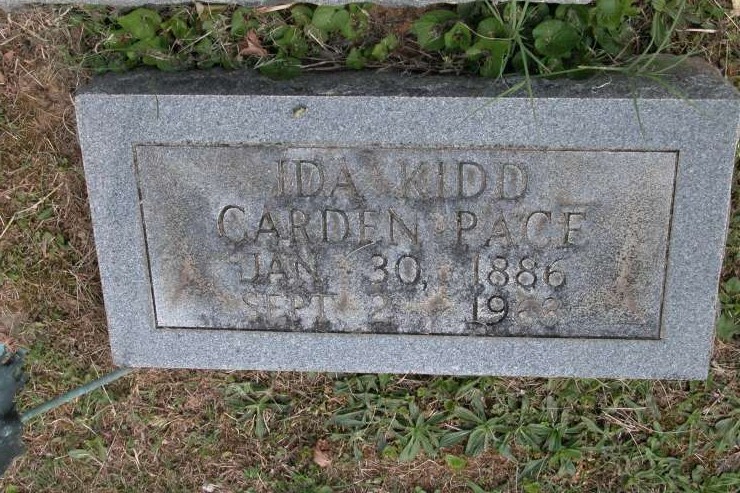 IDA KIDD
CARDEN PACE
JAN. 30, 1886
SEPT.